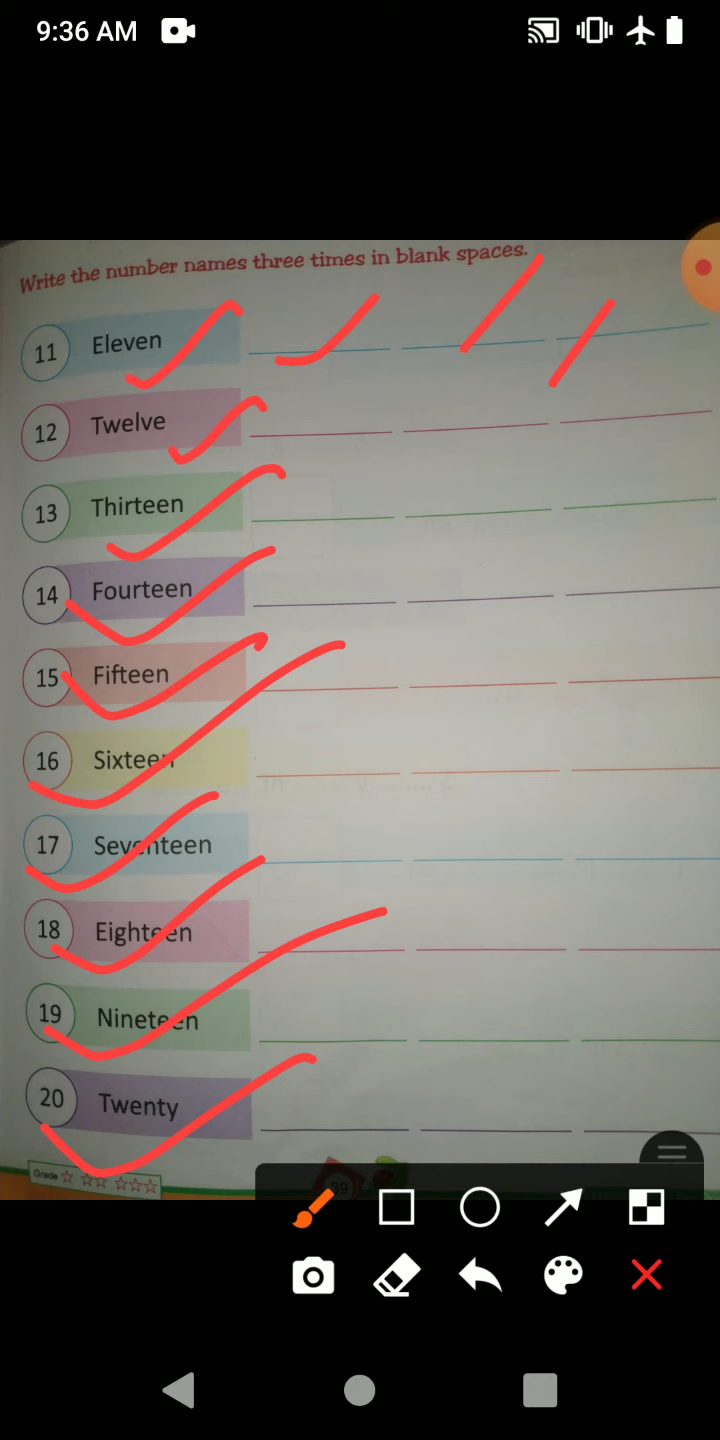 9:36 AM
Write the number names three times in blank spaces.
11 Eleven
12 Twelve
13 Thirteen
14 Fourteen
15 Fifteen
16 Sixteen
17 Seventeen
18 Eighteen
19 Nineteen
20 Twenty
Grade
39